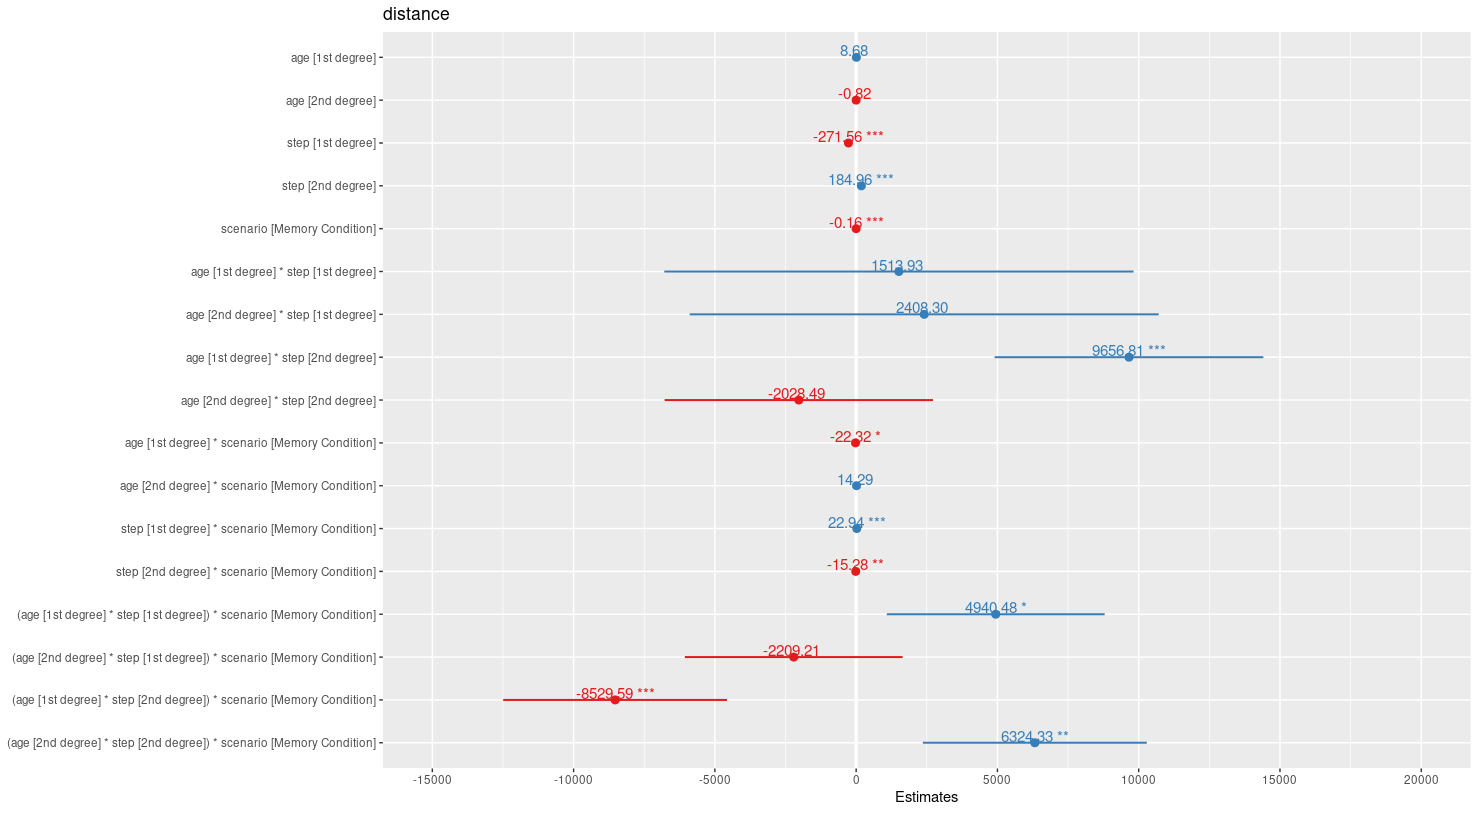 distance
age [1st degree]
8.68
age [2nd degree]
-0.82
step [1st degree]
-271.56 ***
step [2nd degree]
184.96 ***
scenario [Memory Condition]
-0.16 ***
age [1st degree] * step [1st degree]
1513.93
age [2nd degree] * step [1st degree]
2408.30
age [1st degree] * step [2nd degree]
9656.81 ***
age [2nd degree] * step [2nd degree]
-2028.49
age [1st degree] * scenario [Memory Condition]
-22.32 *
age [2nd degree] * scenario [Memory Condition]
14.29
step [1st degree] * scenario [Memory Condition]
22.94 ***
step [2nd degree] * scenario [Memory Condition]
-15.28 **
(age [1st degree] * step [1st degree]) * scenario [Memory Condition]
4940.48 *
(age [2nd degree] * step [1st degree]) * scenario [Memory Condition]
-2209.21
(age [1st degree] * step [2nd degree]) * scenario [Memory Condition]
-8529.59 ***
(age [2nd degree] * step [2nd degree]) * scenario [Memory Condition]
6324.33 **
-15000 -10000 -5000 0 5000 10000 15000 20000
Estimates